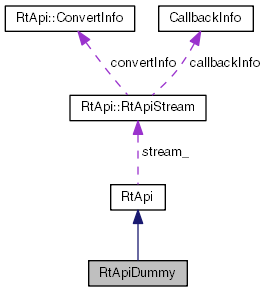 RtApi::ConvertInfo CallbackInfo
convertInfo callbackInfo
RtApi::RtApiStream
stream_
RtApi
RtApiDummy